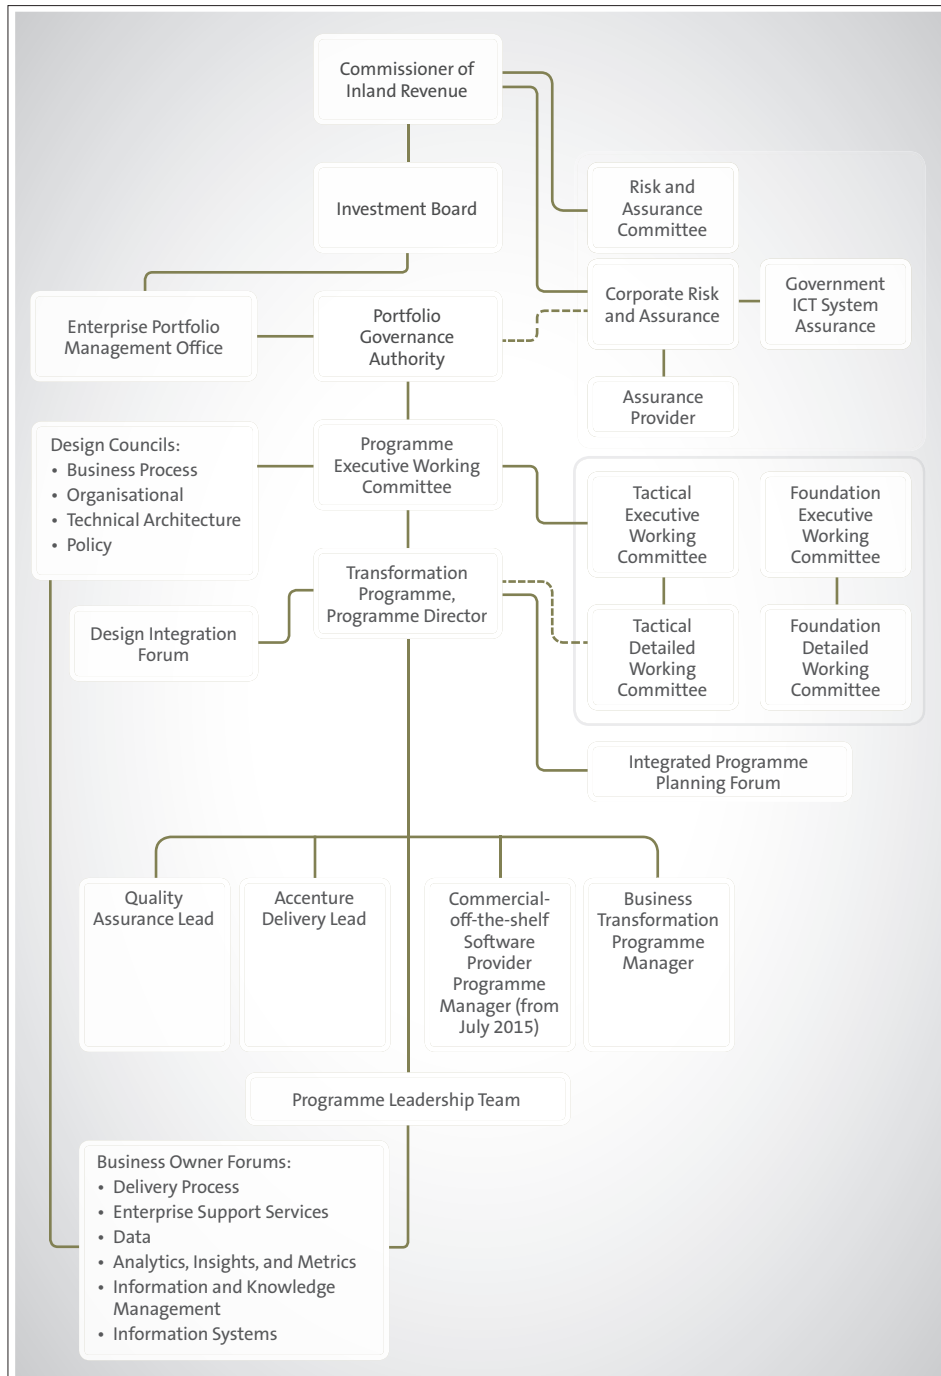 Commissioner of
Inland Revenue
Investment Board
Risk and
Assurance
Committee
Enterprise Portfolio
Management Office
Portfolio
Governance
Authority
Corporate Risk
and Assurance
Government
ICT System
Assurance
Assurance
Provider
Design Councils:
• Business Process
• Organisational
• Technical Architecture
• Policy
Programme
Executive Working
Committee
Tactical
Executive
Working
Committee
Foundation
Executive
Working
Committee
Transformation
Programme,
Programme Director
Design Integration
Forum
Tactical
Detailed
Working
Committee
Foundation
Detailed
Working
Committee
Integrated Programme
Planning Forum
Quality
Assurance Lead
Accenture
Delivery Lead
Commercial-
off-the-shelf
Software
Provider
Programme
Manager (from
July 2015)
Business
Transformation
Programme
Manager
Programme Leadership Team
Business Owner Forums:
• Delivery Process
• Enterprise Support Services
• Data
• Analytics, Insights, and Metrics
• Information and Knowledge
Management
• Information Systems